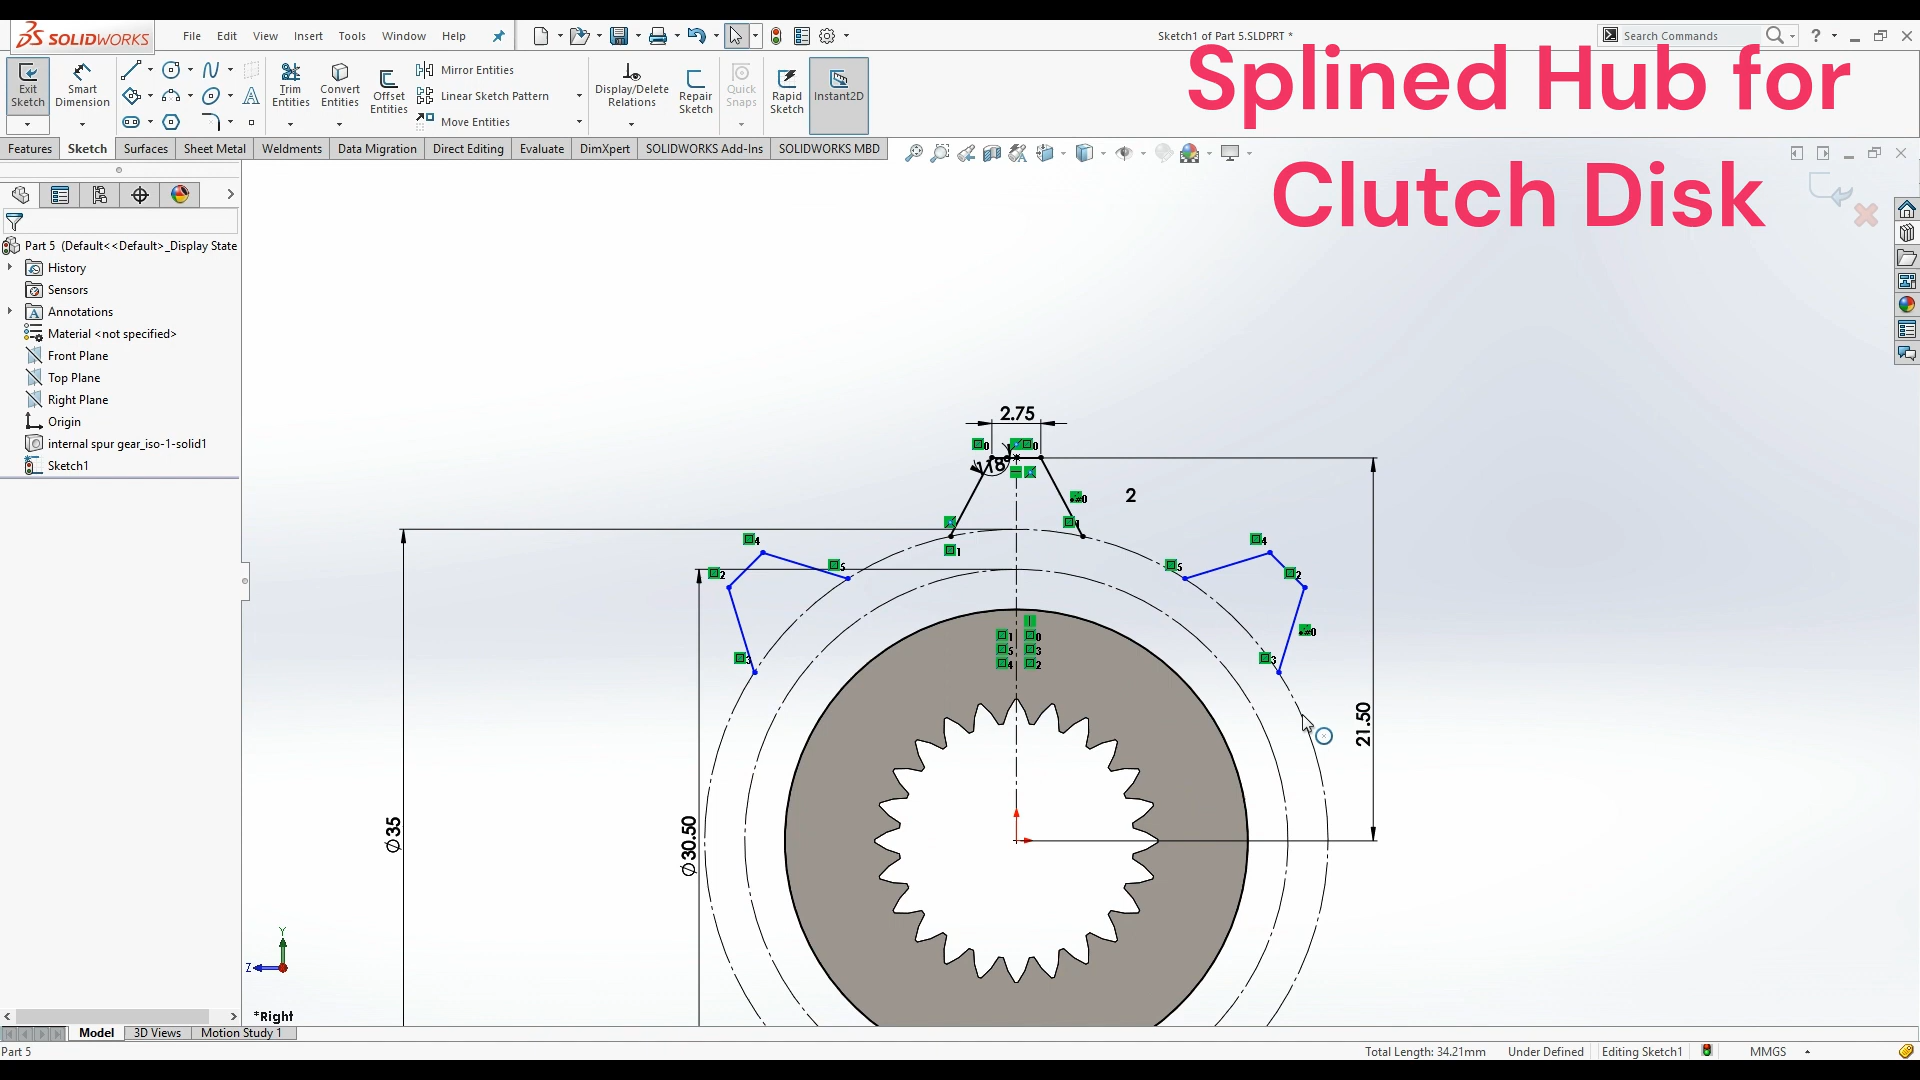 SOLIDWORKS
File Edit View Insert Tools Window Help
Sketch1 of Part 5.SLDPRT *
Search Commands
Splined Hub for
Clutch Disk
Exit Sketch
Smart Dimension
Trim Entities
Convert Entities
Offset Entities
Mirror Entities
Linear Sketch Pattern
Move Entities
Display/Delete Relations
Repair Sketch
Quick Snaps
Rapid Sketch
Instant2D
Features Sketch Surfaces Sheet Metal Weldments Data Migration Direct Editing Evaluate DimXpert SOLIDWORKS Add-Ins SOLIDWORKS MBD
Part 5 (Default<<Default>_Display State
History
Sensors
Annotations
Material <not specified>
Front Plane
Top Plane
Right Plane
Origin
internal spur gear_iso-1-solid1
Sketch1
2.75
118°
2
21.50
Ø35
Ø30.50
Y
Z
*Right
Model 3D Views Motion Study 1
Part 5
Total Length: 34.21mm Under Defined Editing Sketch1 MMGS